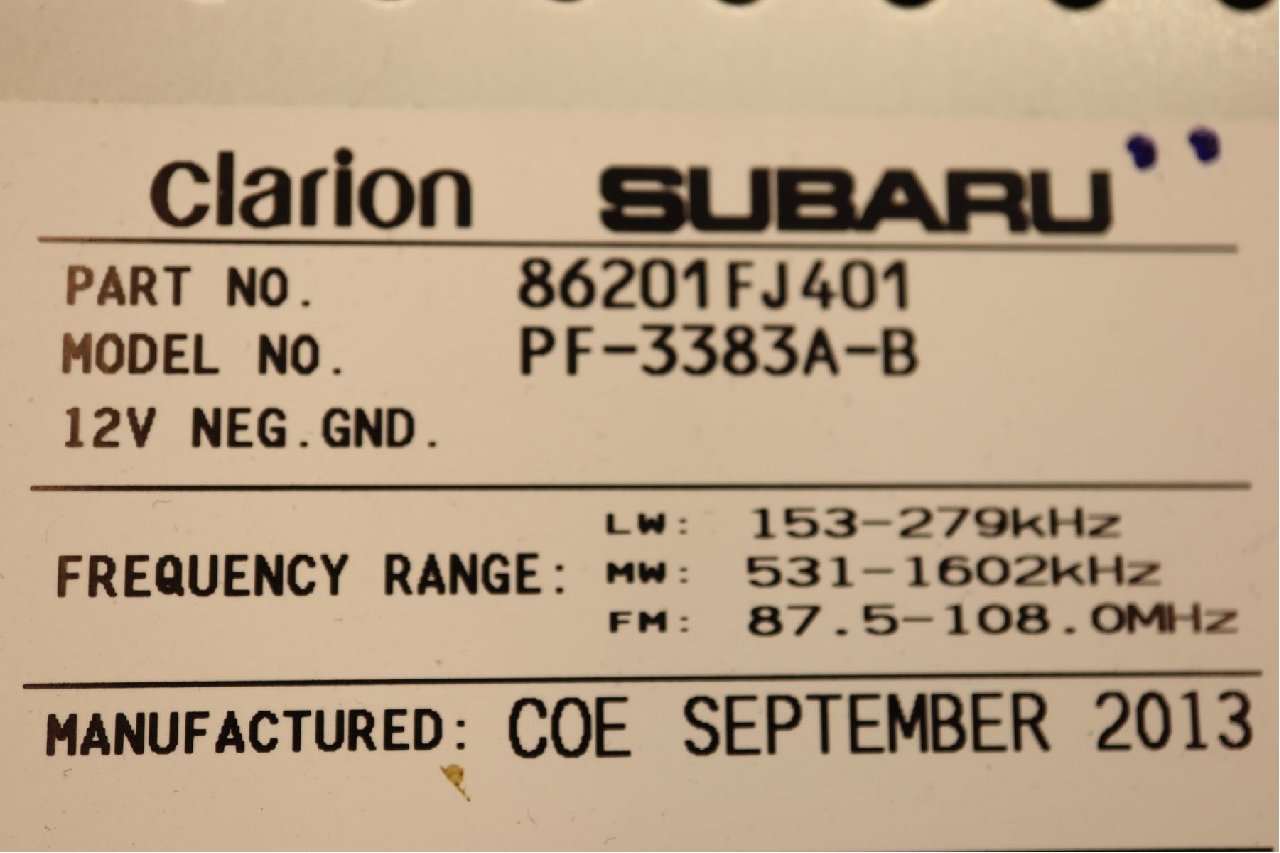 clarion SUBARU
PART NO. 86201FJ401
MODEL NO. PF-3383A-B
12V NEG.GND.
FREQUENCY RANGE: LW: 153-279kHz
MW: 531-1602kHz
FM: 87.5-108.0MHz
MANUFACTURED: COE SEPTEMBER 2013